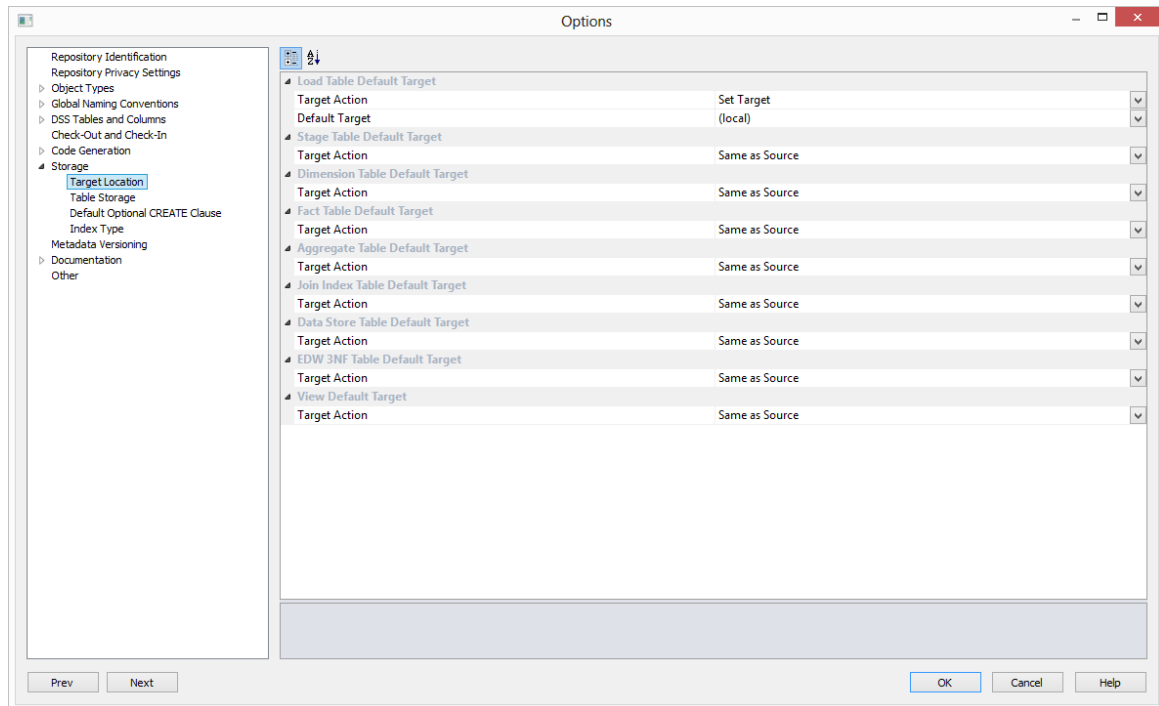 Options
Repository Identification
Repository Privacy Settings
Object Types
Global Naming Conventions
DSS Tables and Columns
Check-Out and Check-In
Code Generation
Storage
Target Location
Table Storage
Default Optional CREATE Clause
Index Type
Metadata Versioning
Documentation
Other
Load Table Default Target
Target Action Set Target
Default Target (local)
Stage Table Default Target
Target Action Same as Source
Dimension Table Default Target
Target Action Same as Source
Fact Table Default Target
Target Action Same as Source
Aggregate Table Default Target
Target Action Same as Source
Join Index Table Default Target
Target Action Same as Source
Data Store Table Default Target
Target Action Same as Source
EDW 3NF Table Default Target
Target Action Same as Source
View Default Target
Target Action Same as Source
Prev Next OK Cancel Help